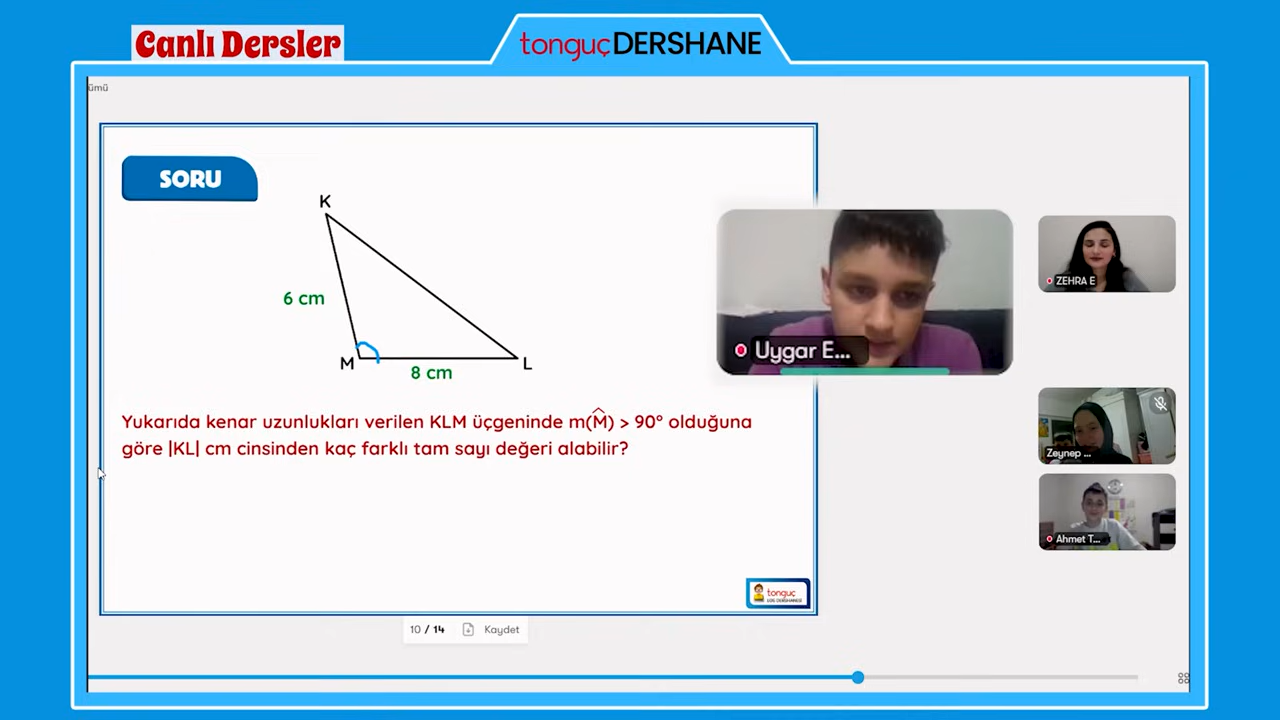 Canlı Dersler
tonguçDERSHANE
ümü
SORU
K
6 cm
M
L
8 cm
Yukarıda kenar uzunlukları verilen KLM üçgeninde m(M̂) > 90° olduğuna
göre |KL| cm cinsinden kaç farklı tam sayı değeri alabilir?
Uygar E...
ZEHRA E
Zeynep ...
Ahmet T...
tonguç
10 / 14
Kaydet